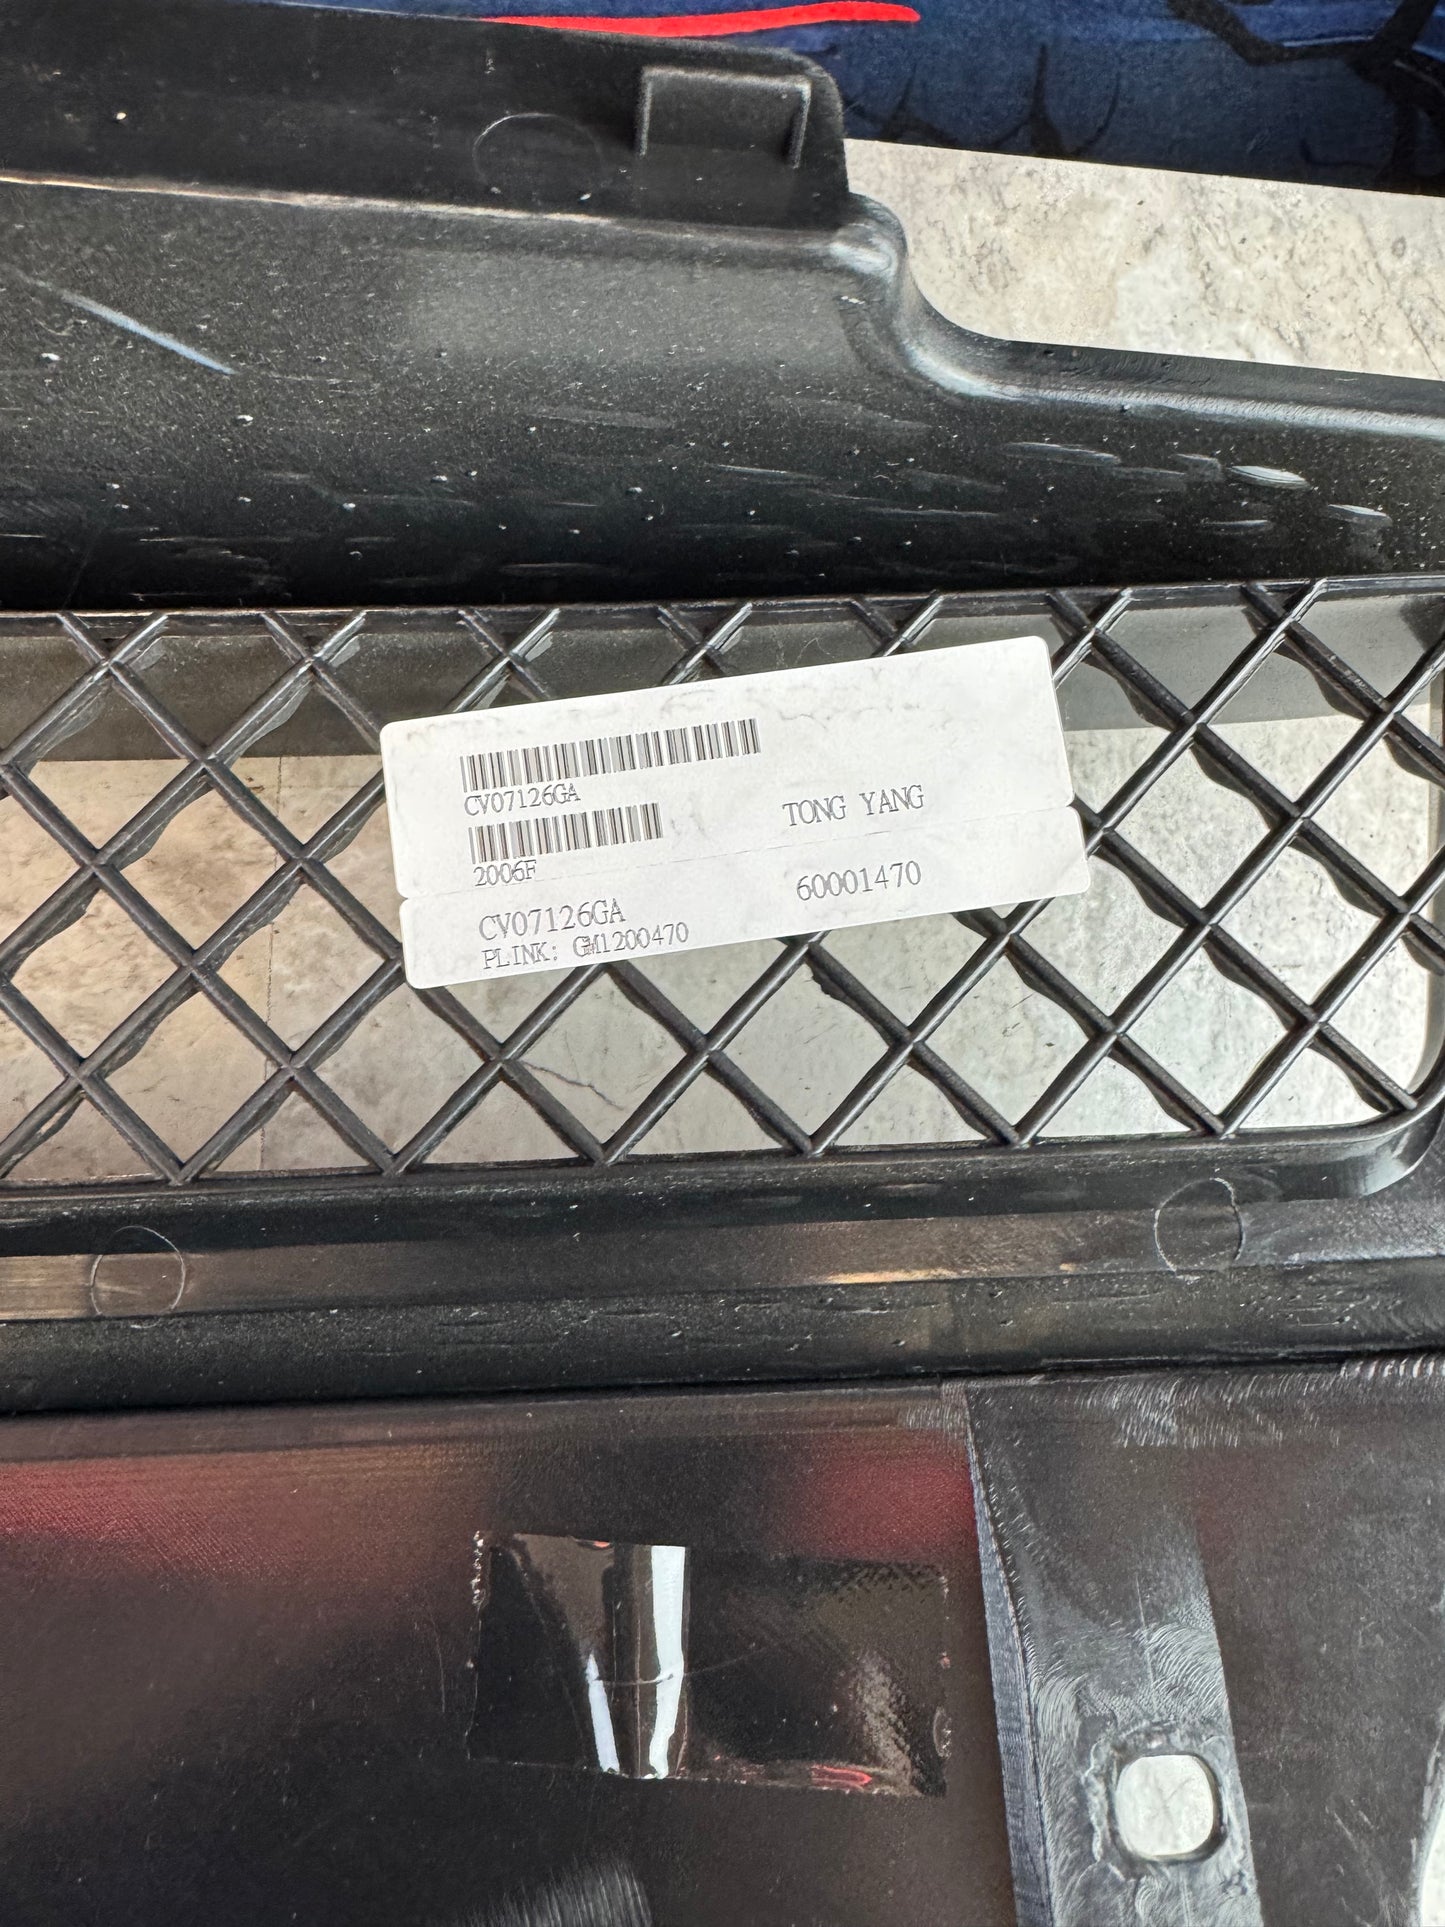 CV07126GA
2006F
TONG YANG
CV07126GA
60001470
PLINK: GM1200470